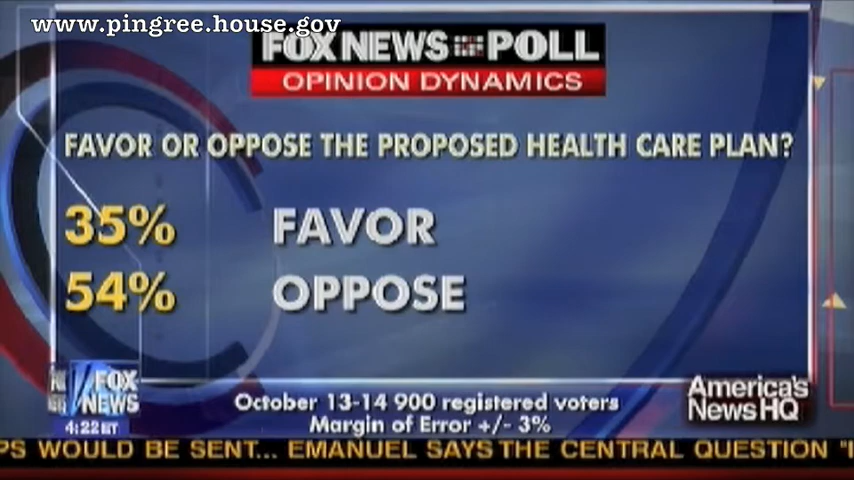 www.pingree.house.gov
FOX NEWS POLL
OPINION DYNAMICS
FAVOR OR OPPOSE THE PROPOSED HEALTH CARE PLAN?
35% FAVOR
54% OPPOSE
FOX
NEWS
4:22 ET
October 13-14 900 registered voters
Margin of Error +/- 3%
America's
News HQ
PS WOULD BE SENT... EMANUEL SAYS THE CENTRAL QUESTION "I